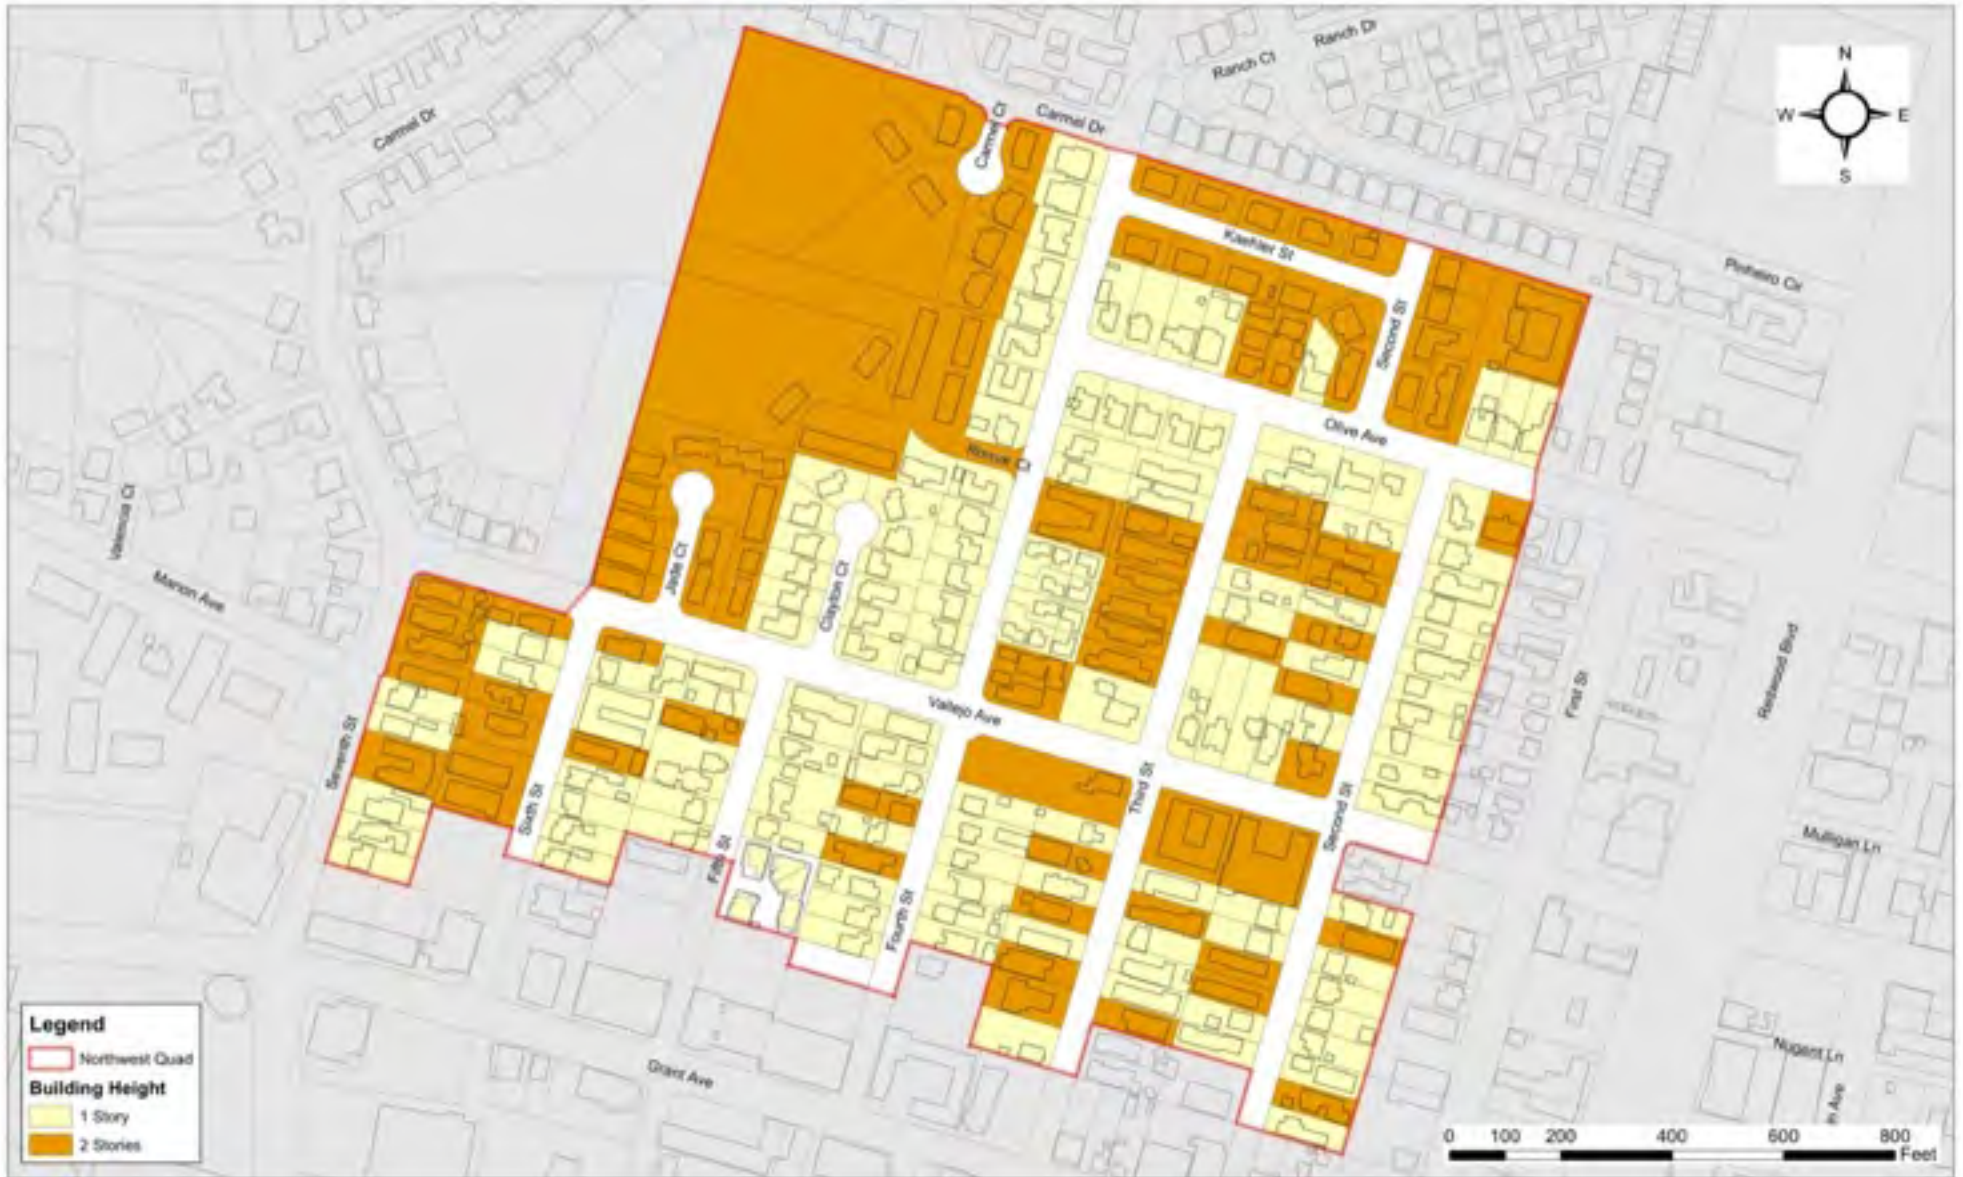 Ranch Dr
Ranch Ct
N
W
E
S
Carmel Dr
Carmel Ct
Carmel Dr
Kaehler St
Pinheiro Cir
Second St
Olive Ave
Valencia Ct
Marion Ave
Jade Ct
Clayton Ct
Redwood Blvd
First St
Vallejo Ave
Seventh St
Sixth St
Third St
Second St
Fifth St
Mulligan Ln
Fourth St
Legend
Northwest Quad
Building Height
1 Story
2 Stories
Grant Ave
Nugent Ln
0 100 200 400 600 800
Feet